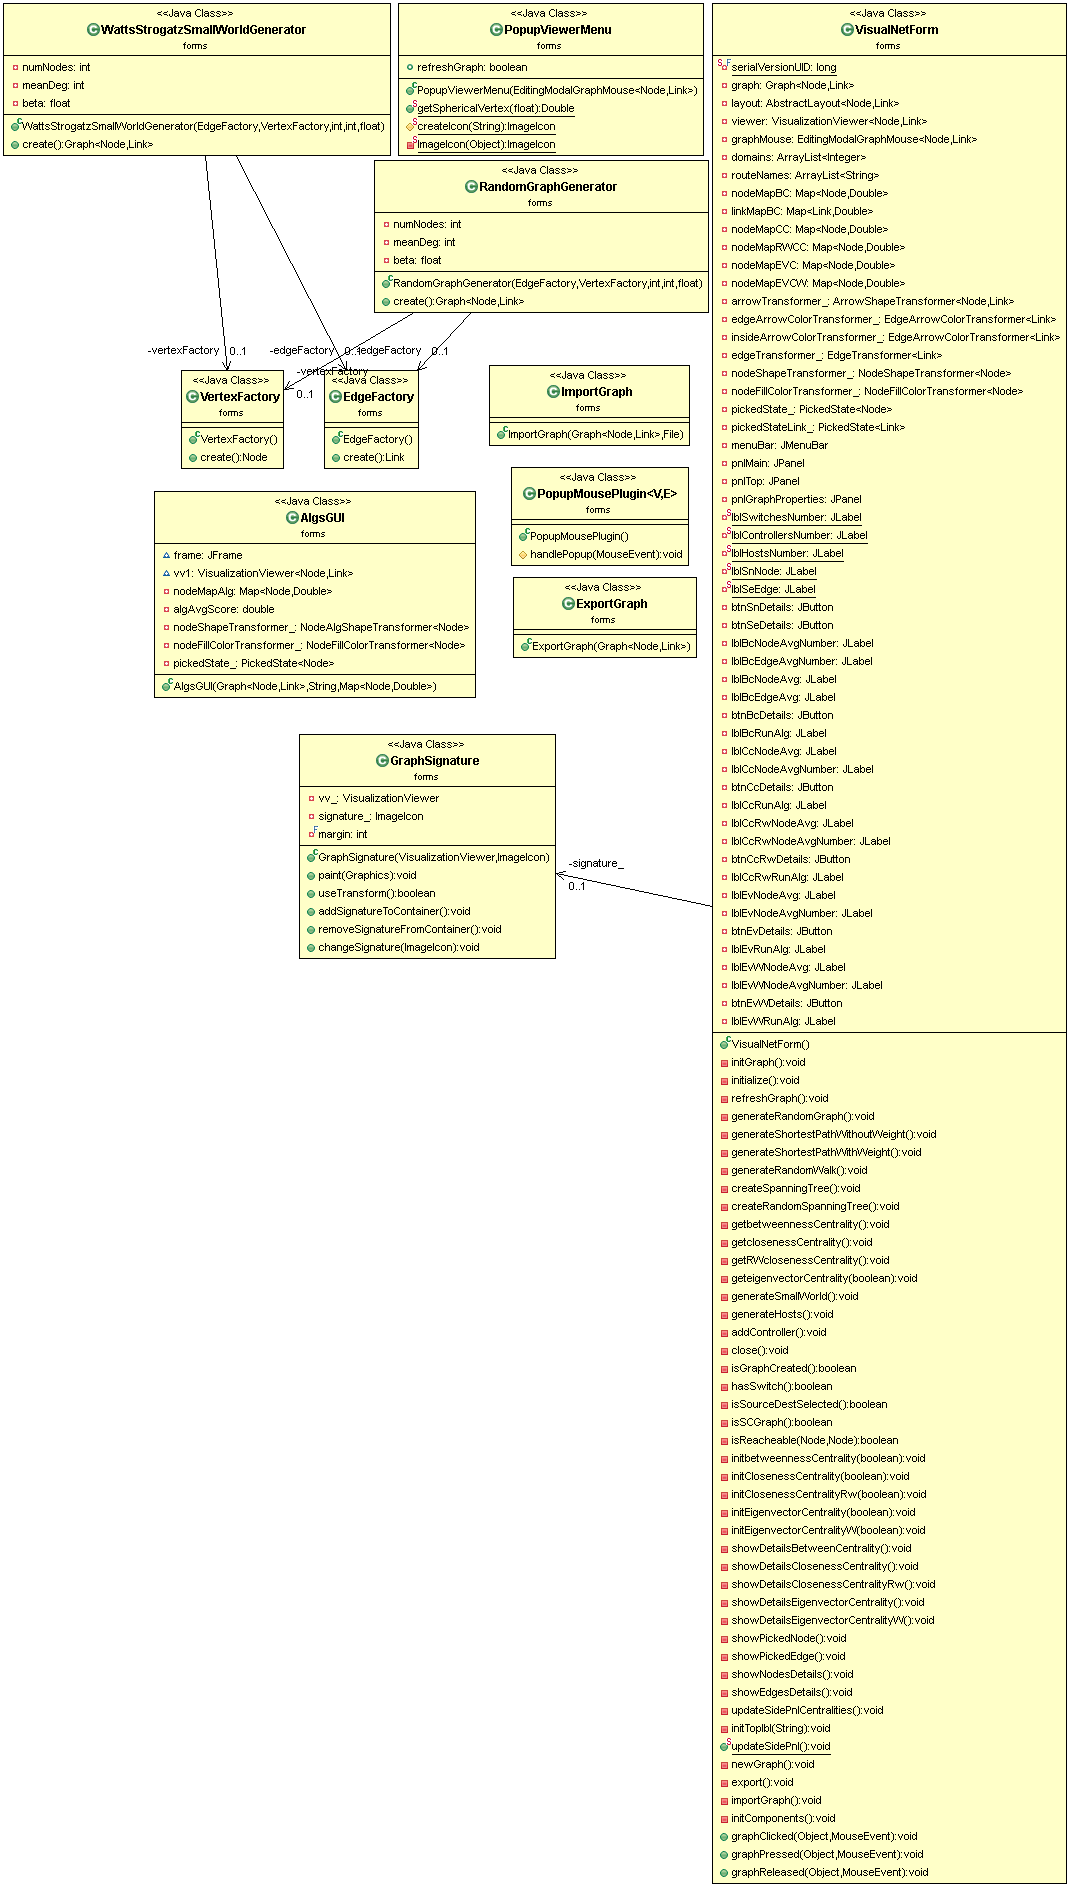 <<Java Class>>
WattsStrogatzSmallWorldGenerator
forms
numNodes: int
meanDeg: int
beta: float
WattsStrogatzSmallWorldGenerator(EdgeFactory,VertexFactory,int,int,float)
create():Graph<Node,Link>
<<Java Class>>
PopupViewerMenu
forms
refreshGraph: boolean
PopupViewerMenu(EditingModalGraphMouse<Node,Link>)
getSphericalVertex(float):Double
createIcon(String):ImageIcon
ImageIcon(Object):ImageIcon
<<Java Class>>
RandomGraphGenerator
forms
numNodes: int
meanDeg: int
beta: float
RandomGraphGenerator(EdgeFactory,VertexFactory,int,int,float)
create():Graph<Node,Link>
-vertexFactory 0..1
-edgeFactory 0..1
-edgeFactory 0..1
-vertexFactory
0..1
<<Java Class>>
VertexFactory
forms
VertexFactory()
create():Node
<<Java Class>>
EdgeFactory
forms
EdgeFactory()
create():Link
<<Java Class>>
ImportGraph
forms
ImportGraph(Graph<Node,Link>,File)
<<Java Class>>
PopupMousePlugin<V,E>
forms
PopupMousePlugin()
handlePopup(MouseEvent):void
<<Java Class>>
ExportGraph
forms
ExportGraph(Graph<Node,Link>)
<<Java Class>>
AlgsGUI
forms
frame: JFrame
vv1: VisualizationViewer<Node,Link>
nodeMapAlg: Map<Node,Double>
algAvgScore: double
nodeShapeTransformer_: NodeAlgShapeTransformer<Node>
nodeFillColorTransformer_: NodeFillColorTransformer<Node>
pickedState_: PickedState<Node>
AlgsGUI(Graph<Node,Link>,String,Map<Node,Double>)
<<Java Class>>
GraphSignature
forms
vv_: VisualizationViewer
signature_: ImageIcon
margin: int
GraphSignature(VisualizationViewer,ImageIcon)
paint(Graphics):void
useTransform():boolean
addSignatureToContainer():void
removeSignatureFromContainer():void
changeSignature(ImageIcon):void
-signature_
0..1
<<Java Class>>
VisualNetForm
forms
serialVersionUID: long
graph: Graph<Node,Link>
layout: AbstractLayout<Node,Link>
viewer: VisualizationViewer<Node,Link>
graphMouse: EditingModalGraphMouse<Node,Link>
domains: ArrayList<Integer>
routeNames: ArrayList<String>
nodeMapBC: Map<Node,Double>
linkMapBC: Map<Link,Double>
nodeMapCC: Map<Node,Double>
nodeMapRWCC: Map<Node,Double>
nodeMapEVC: Map<Node,Double>
nodeMapEVCW: Map<Node,Double>
arrowTransformer_: ArrowShapeTransformer<Node,Link>
edgeArrowColorTransformer_: EdgeArrowColorTransformer<Link>
insideArrowColorTransformer_: EdgeArrowColorTransformer<Link>
edgeTransformer_: EdgeTransformer<Link>
nodeShapeTransformer_: NodeShapeTransformer<Node>
nodeFillColorTransformer_: NodeFillColorTransformer<Node>
pickedState_: PickedState<Node>
pickedStateLink_: PickedState<Link>
menuBar: JMenuBar
pnlMain: JPanel
pnlTop: JPanel
pnlGraphProperties: JPanel
lblSwitchesNumber: JLabel
lblControllersNumber: JLabel
lblHostsNumber: JLabel
lblSnNode: JLabel
lblSeEdge: JLabel
btnSnDetails: JButton
btnSeDetails: JButton
lblBcNodeAvgNumber: JLabel
lblBcEdgeAvgNumber: JLabel
lblBcNodeAvg: JLabel
lblBcEdgeAvg: JLabel
btnBcDetails: JButton
lblBcRunAlg: JLabel
lblCcNodeAvg: JLabel
lblCcNodeAvgNumber: JLabel
btnCcDetails: JButton
lblCcRunAlg: JLabel
lblCcRwNodeAvg: JLabel
lblCcRwNodeAvgNumber: JLabel
btnCcRwDetails: JButton
lblCcRwRunAlg: JLabel
lblEvNodeAvg: JLabel
lblEvNodeAvgNumber: JLabel
btnEvDetails: JButton
lblEvRunAlg: JLabel
lblEvWNodeAvg: JLabel
lblEvWNodeAvgNumber: JLabel
btnEvWDetails: JButton
lblEvWRunAlg: JLabel
VisualNetForm()
initGraph():void
initialize():void
refreshGraph():void
generateRandomGraph():void
generateShortestPathWithoutWeight():void
generateShortestPathWithWeight():void
generateRandomWalk():void
createSpanningTree():void
createRandomSpanningTree():void
getbetweennessCentrality():void
getclosenessCentrality():void
getRWclosenessCentrality():void
geteigenvectorCentrality(boolean):void
generateSmallWorld():void
generateHosts():void
addController():void
close():void
isGraphCreated():boolean
hasSwitch():boolean
isSourceDestSelected():boolean
isSCGraph():boolean
isReacheable(Node,Node):boolean
initbetweennessCentrality(boolean):void
initClosenessCentrality(boolean):void
initClosenessCentralityRw(boolean):void
initEigenvectorCentrality(boolean):void
initEigenvectorCentralityW(boolean):void
showDetailsBetweenCentrality():void
showDetailsClosenessCentrality():void
showDetailsClosenessCentralityRw():void
showDetailsEigenvectorCentrality():void
showDetailsEigenvectorCentralityW():void
showPickedNode():void
showPickedEdge():void
showNodesDetails():void
showEdgesDetails():void
updateSidePnlCentralities():void
initToplbl(String):void
updateSidePnl():void
newGraph():void
export():void
importGraph():void
initComponents():void
graphClicked(Object,MouseEvent):void
graphPressed(Object,MouseEvent):void
graphReleased(Object,MouseEvent):void